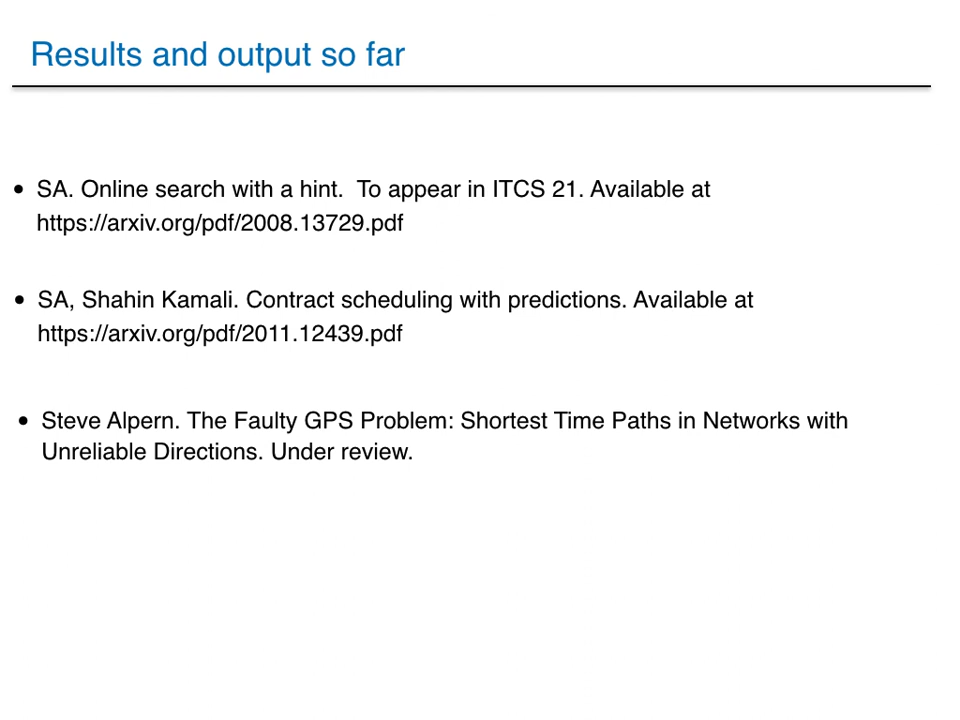 Results and output so far
• SA. Online search with a hint.  To appear in ITCS 21. Available at
https://arxiv.org/pdf/2008.13729.pdf
• SA, Shahin Kamali. Contract scheduling with predictions. Available at
https://arxiv.org/pdf/2011.12439.pdf
• Steve Alpern. The Faulty GPS Problem: Shortest Time Paths in Networks with
Unreliable Directions. Under review.